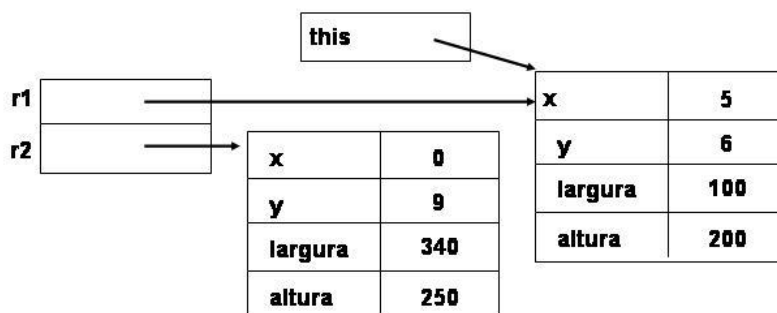 this
r1
r2
x 5
y 6
largura 100
altura 200
x 0
y 9
largura 340
altura 250